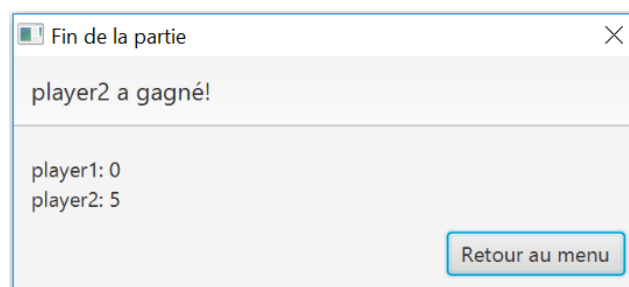 Fin de la partie
player2 a gagné!
player1: 0
player2: 5
Retour au menu